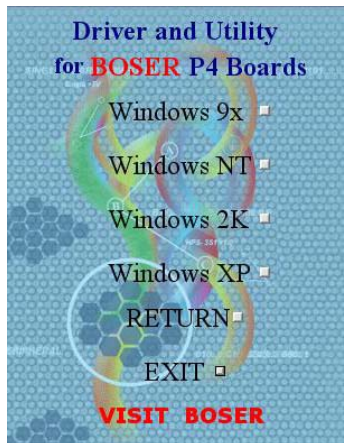 Driver and Utility
for BOSER P4 Boards
Windows 9x
Windows NT
Windows 2K
Windows XP
RETURN
EXIT
VISIT BOSER